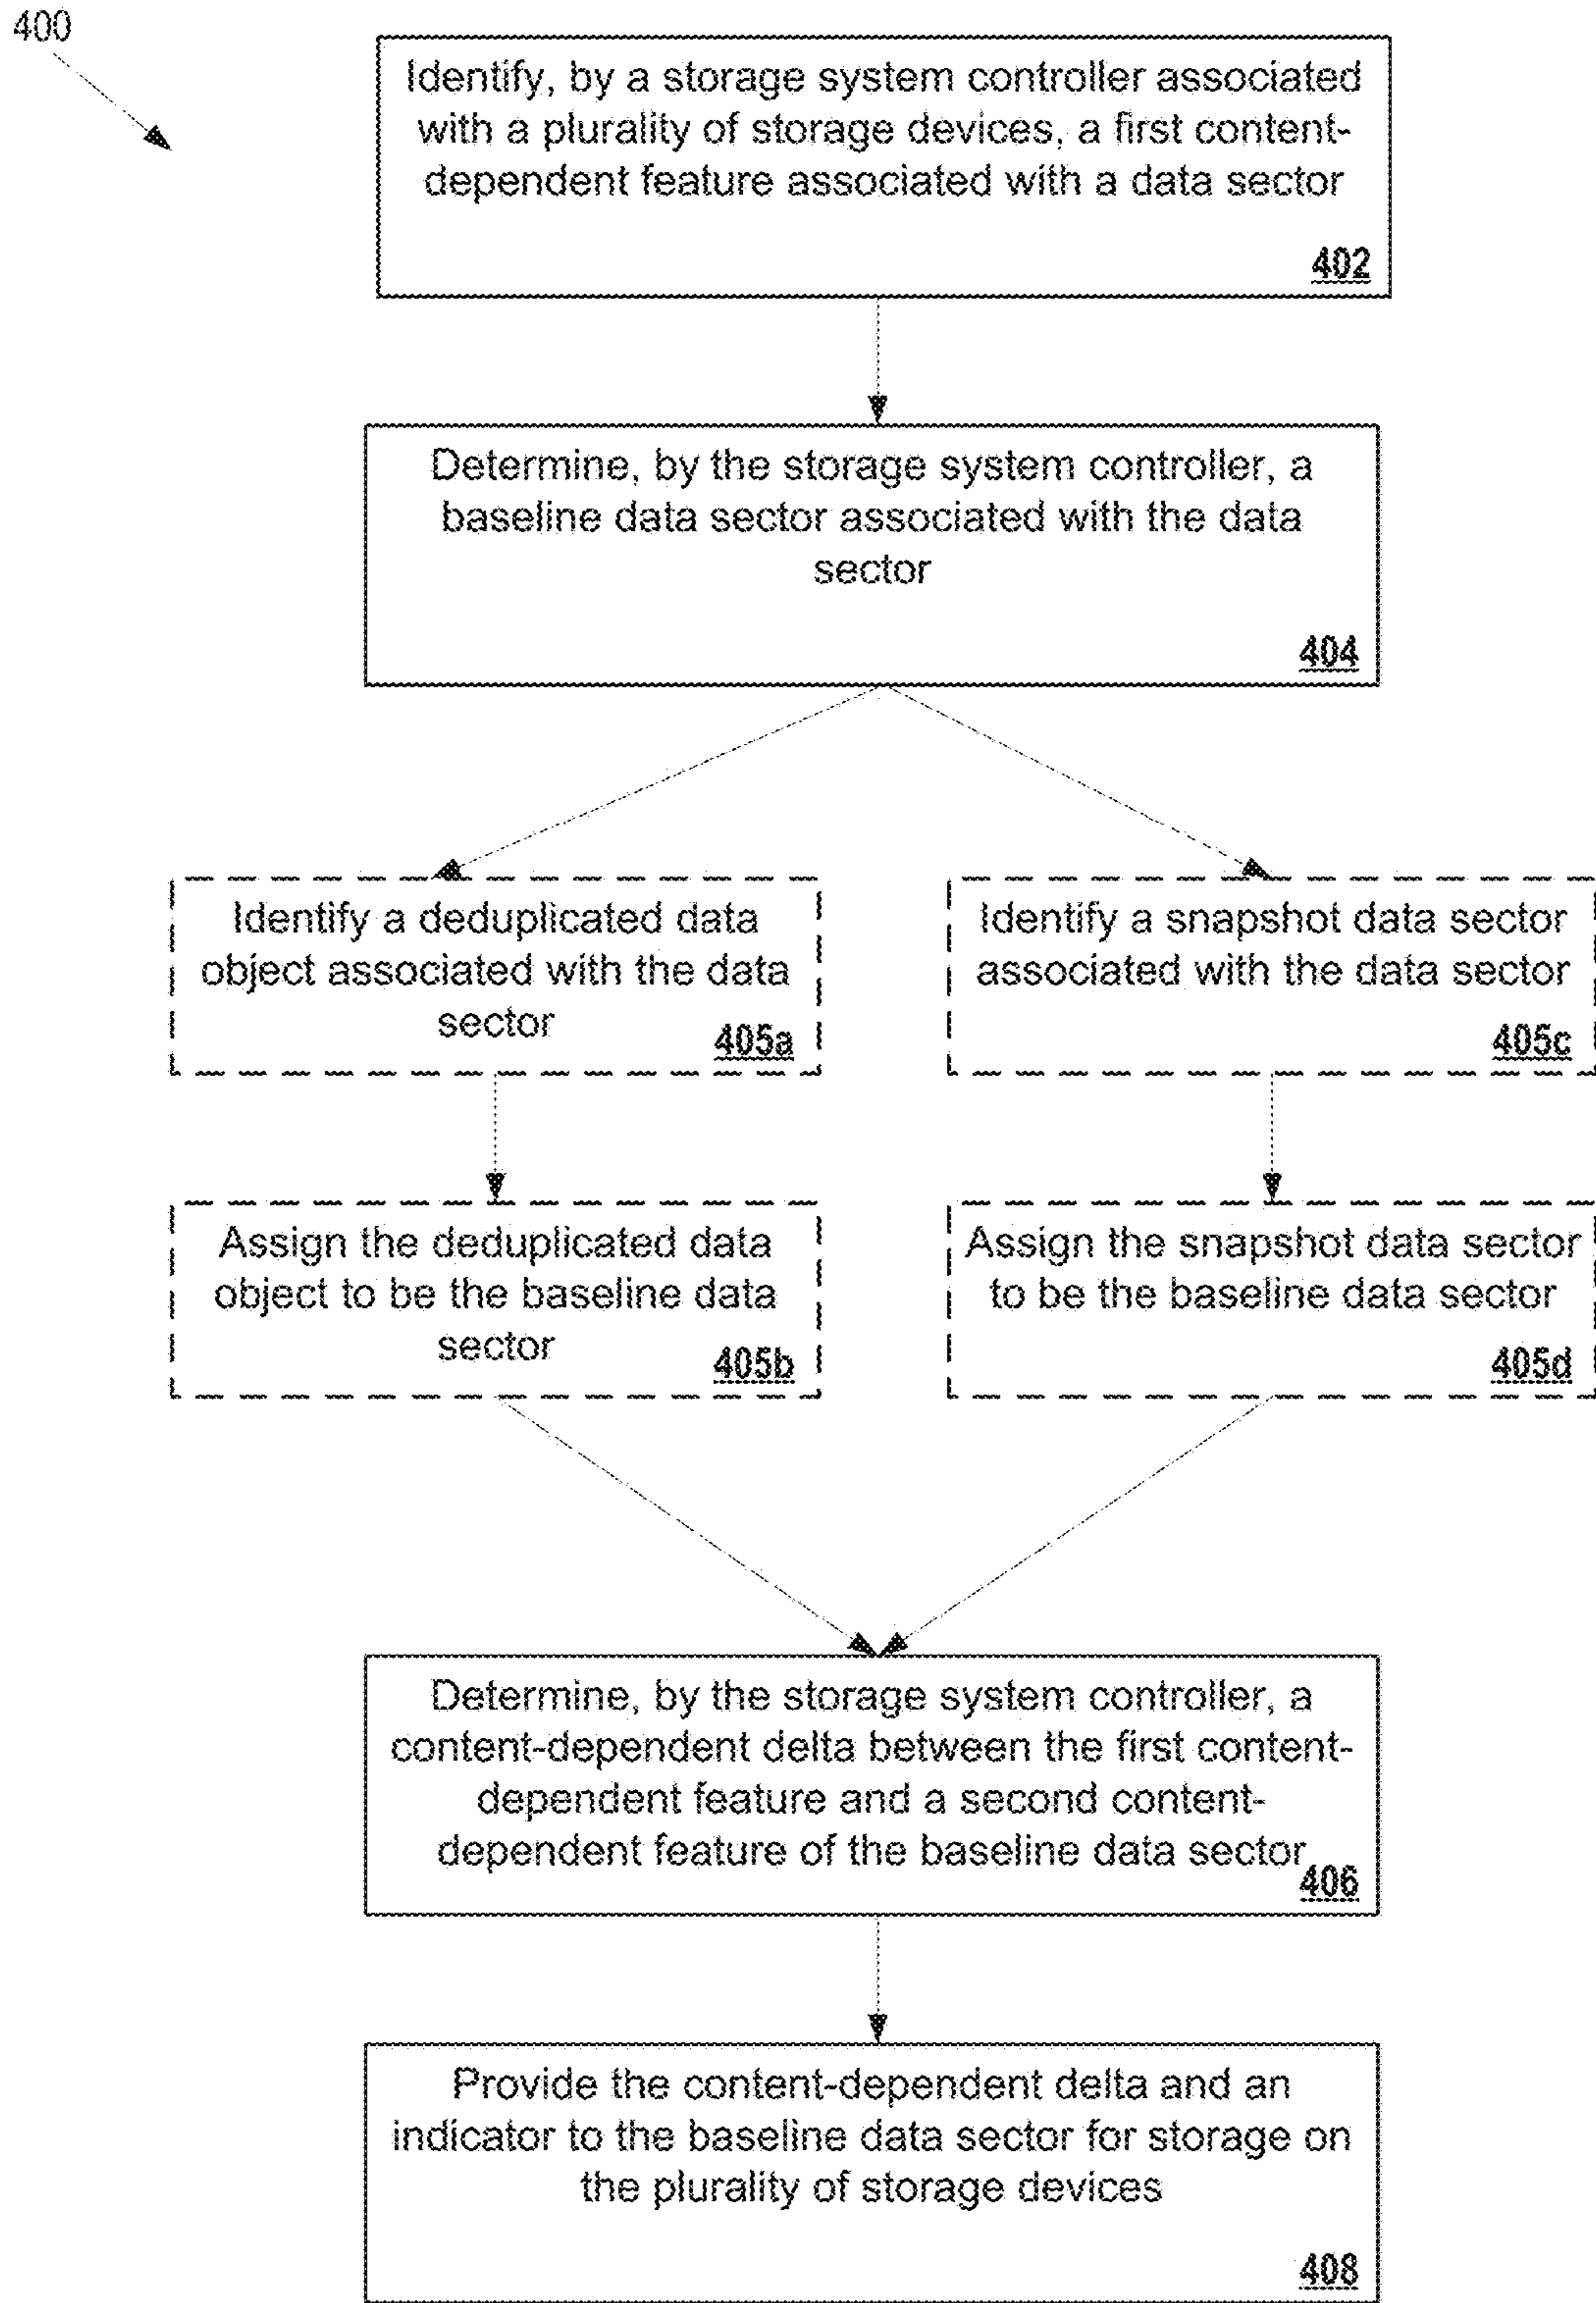 400
Identify, by a storage system controller associated
with a plurality of storage devices, a first content-
dependent feature associated with a data sector
402
Determine, by the storage system controller, a
baseline data sector associated with the data
sector
404
Identify a deduplicated data
object associated with the data
sector
405a
Identify a snapshot data sector
associated with the data sector
405c
Assign the deduplicated data
object to be the baseline data
sector
405b
Assign the snapshot data sector
to be the baseline data sector
405d
Determine, by the storage system controller, a
content-dependent delta between the first content-
dependent feature and a second content-
dependent feature of the baseline data sector
406
Provide the content-dependent delta and an
indicator to the baseline data sector for storage on
the plurality of storage devices
408